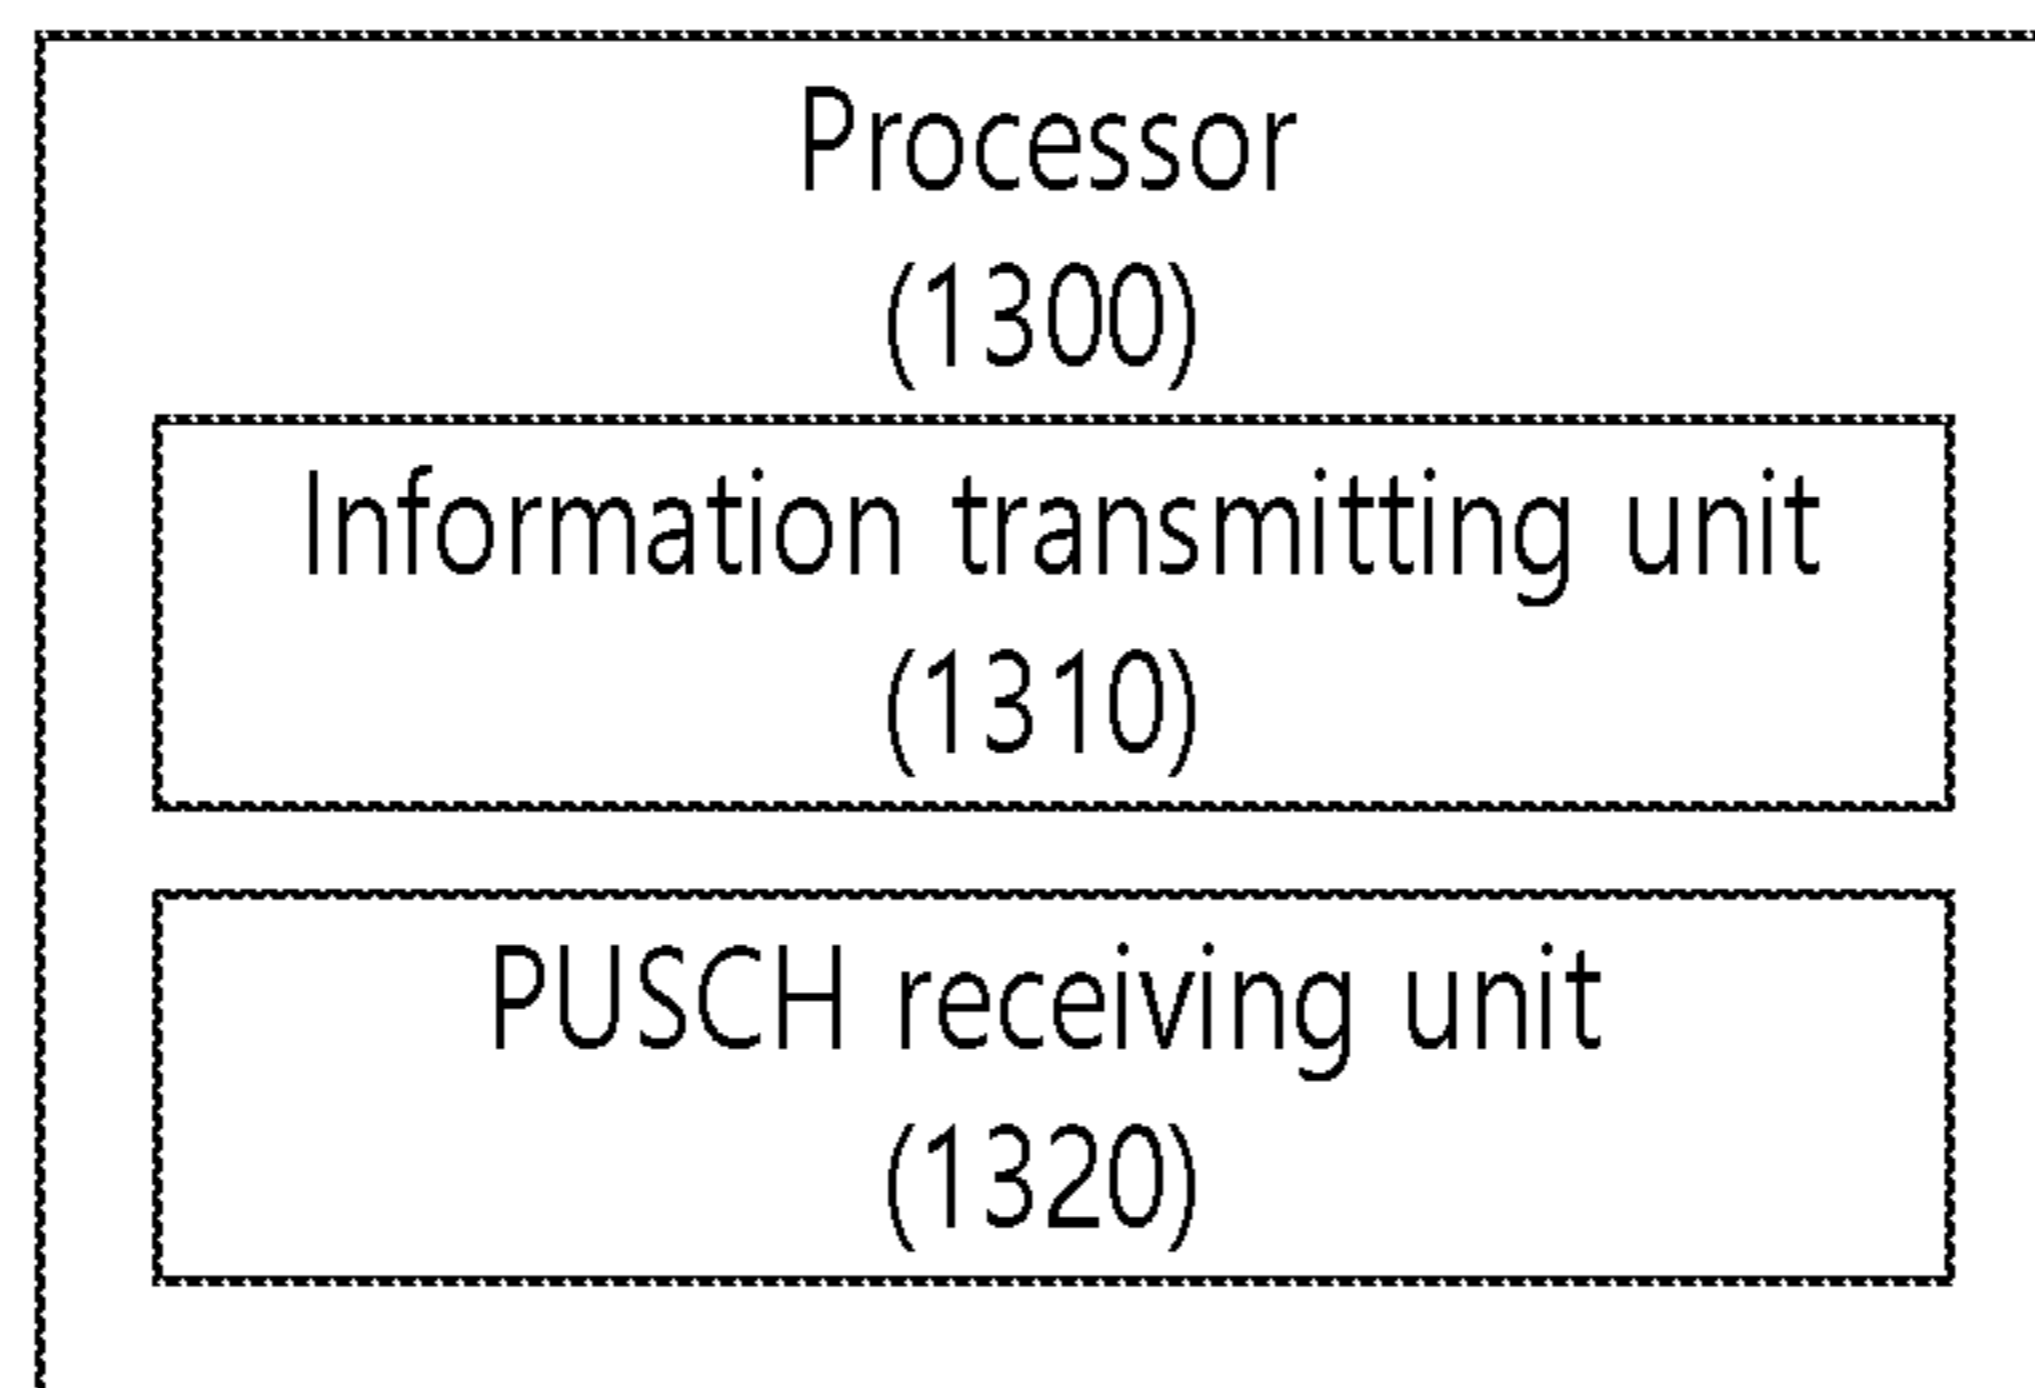 Processor
(1300)
Information transmitting unit
(1310)
PUSCH receiving unit
(1320)